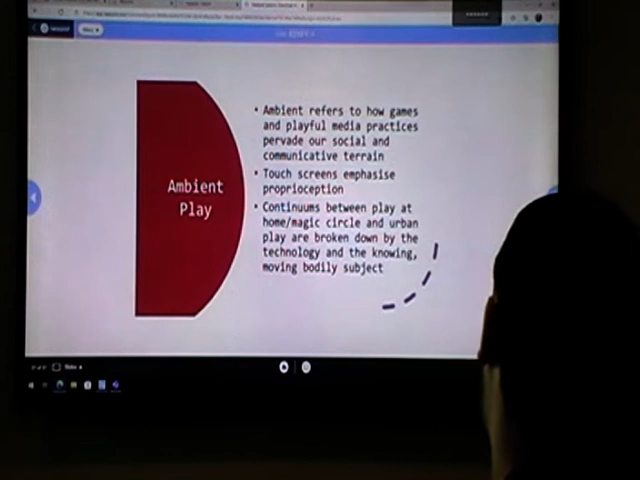 Ambient
Play
• Ambient refers to how games
and playful media practices
pervade our social and
communicative terrain
• Touch screens emphasise
proprioception
• Continuums between play at
home/magic circle and urban
play are broken down by the
technology and the knowing,
moving bodily subject